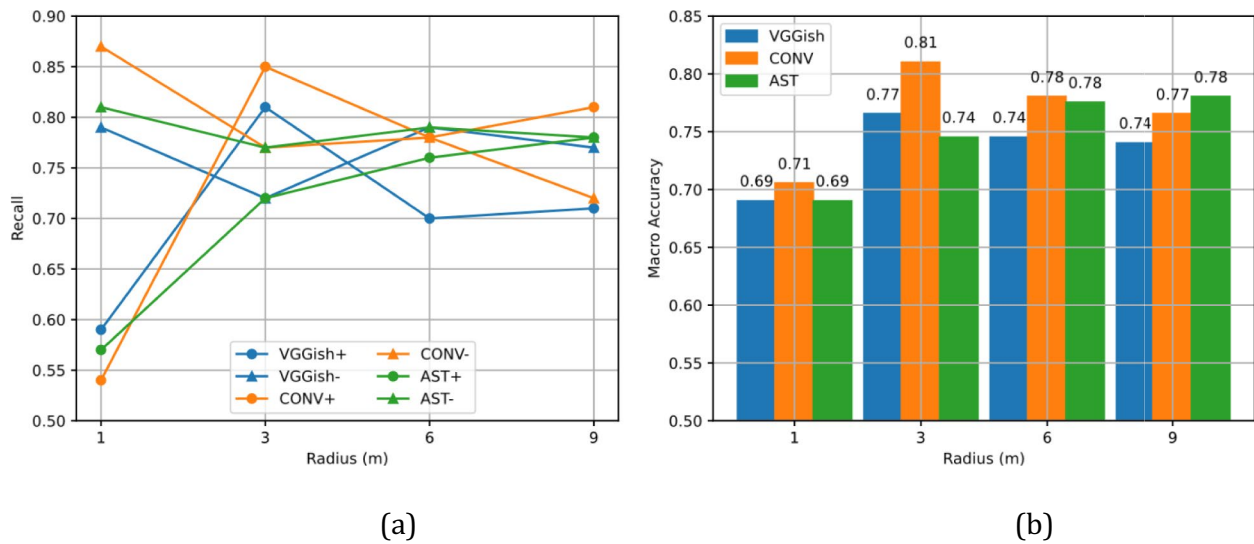 0.90
0.85
0.80
0.75
0.70
0.65
0.60
0.55
0.50
Recall
VGGish+
VGGish-
CONV+
CONV-
AST+
AST-
1 3 6 9
Radius (m)
(a)
0.85
0.80
0.75
0.70
0.65
0.60
0.55
0.50
Macro Accuracy
VGGish
CONV
AST
0.69 0.71 0.69
0.77 0.81 0.74
0.74 0.78 0.78
0.74 0.77 0.78
1 3 6 9
Radius (m)
(b)